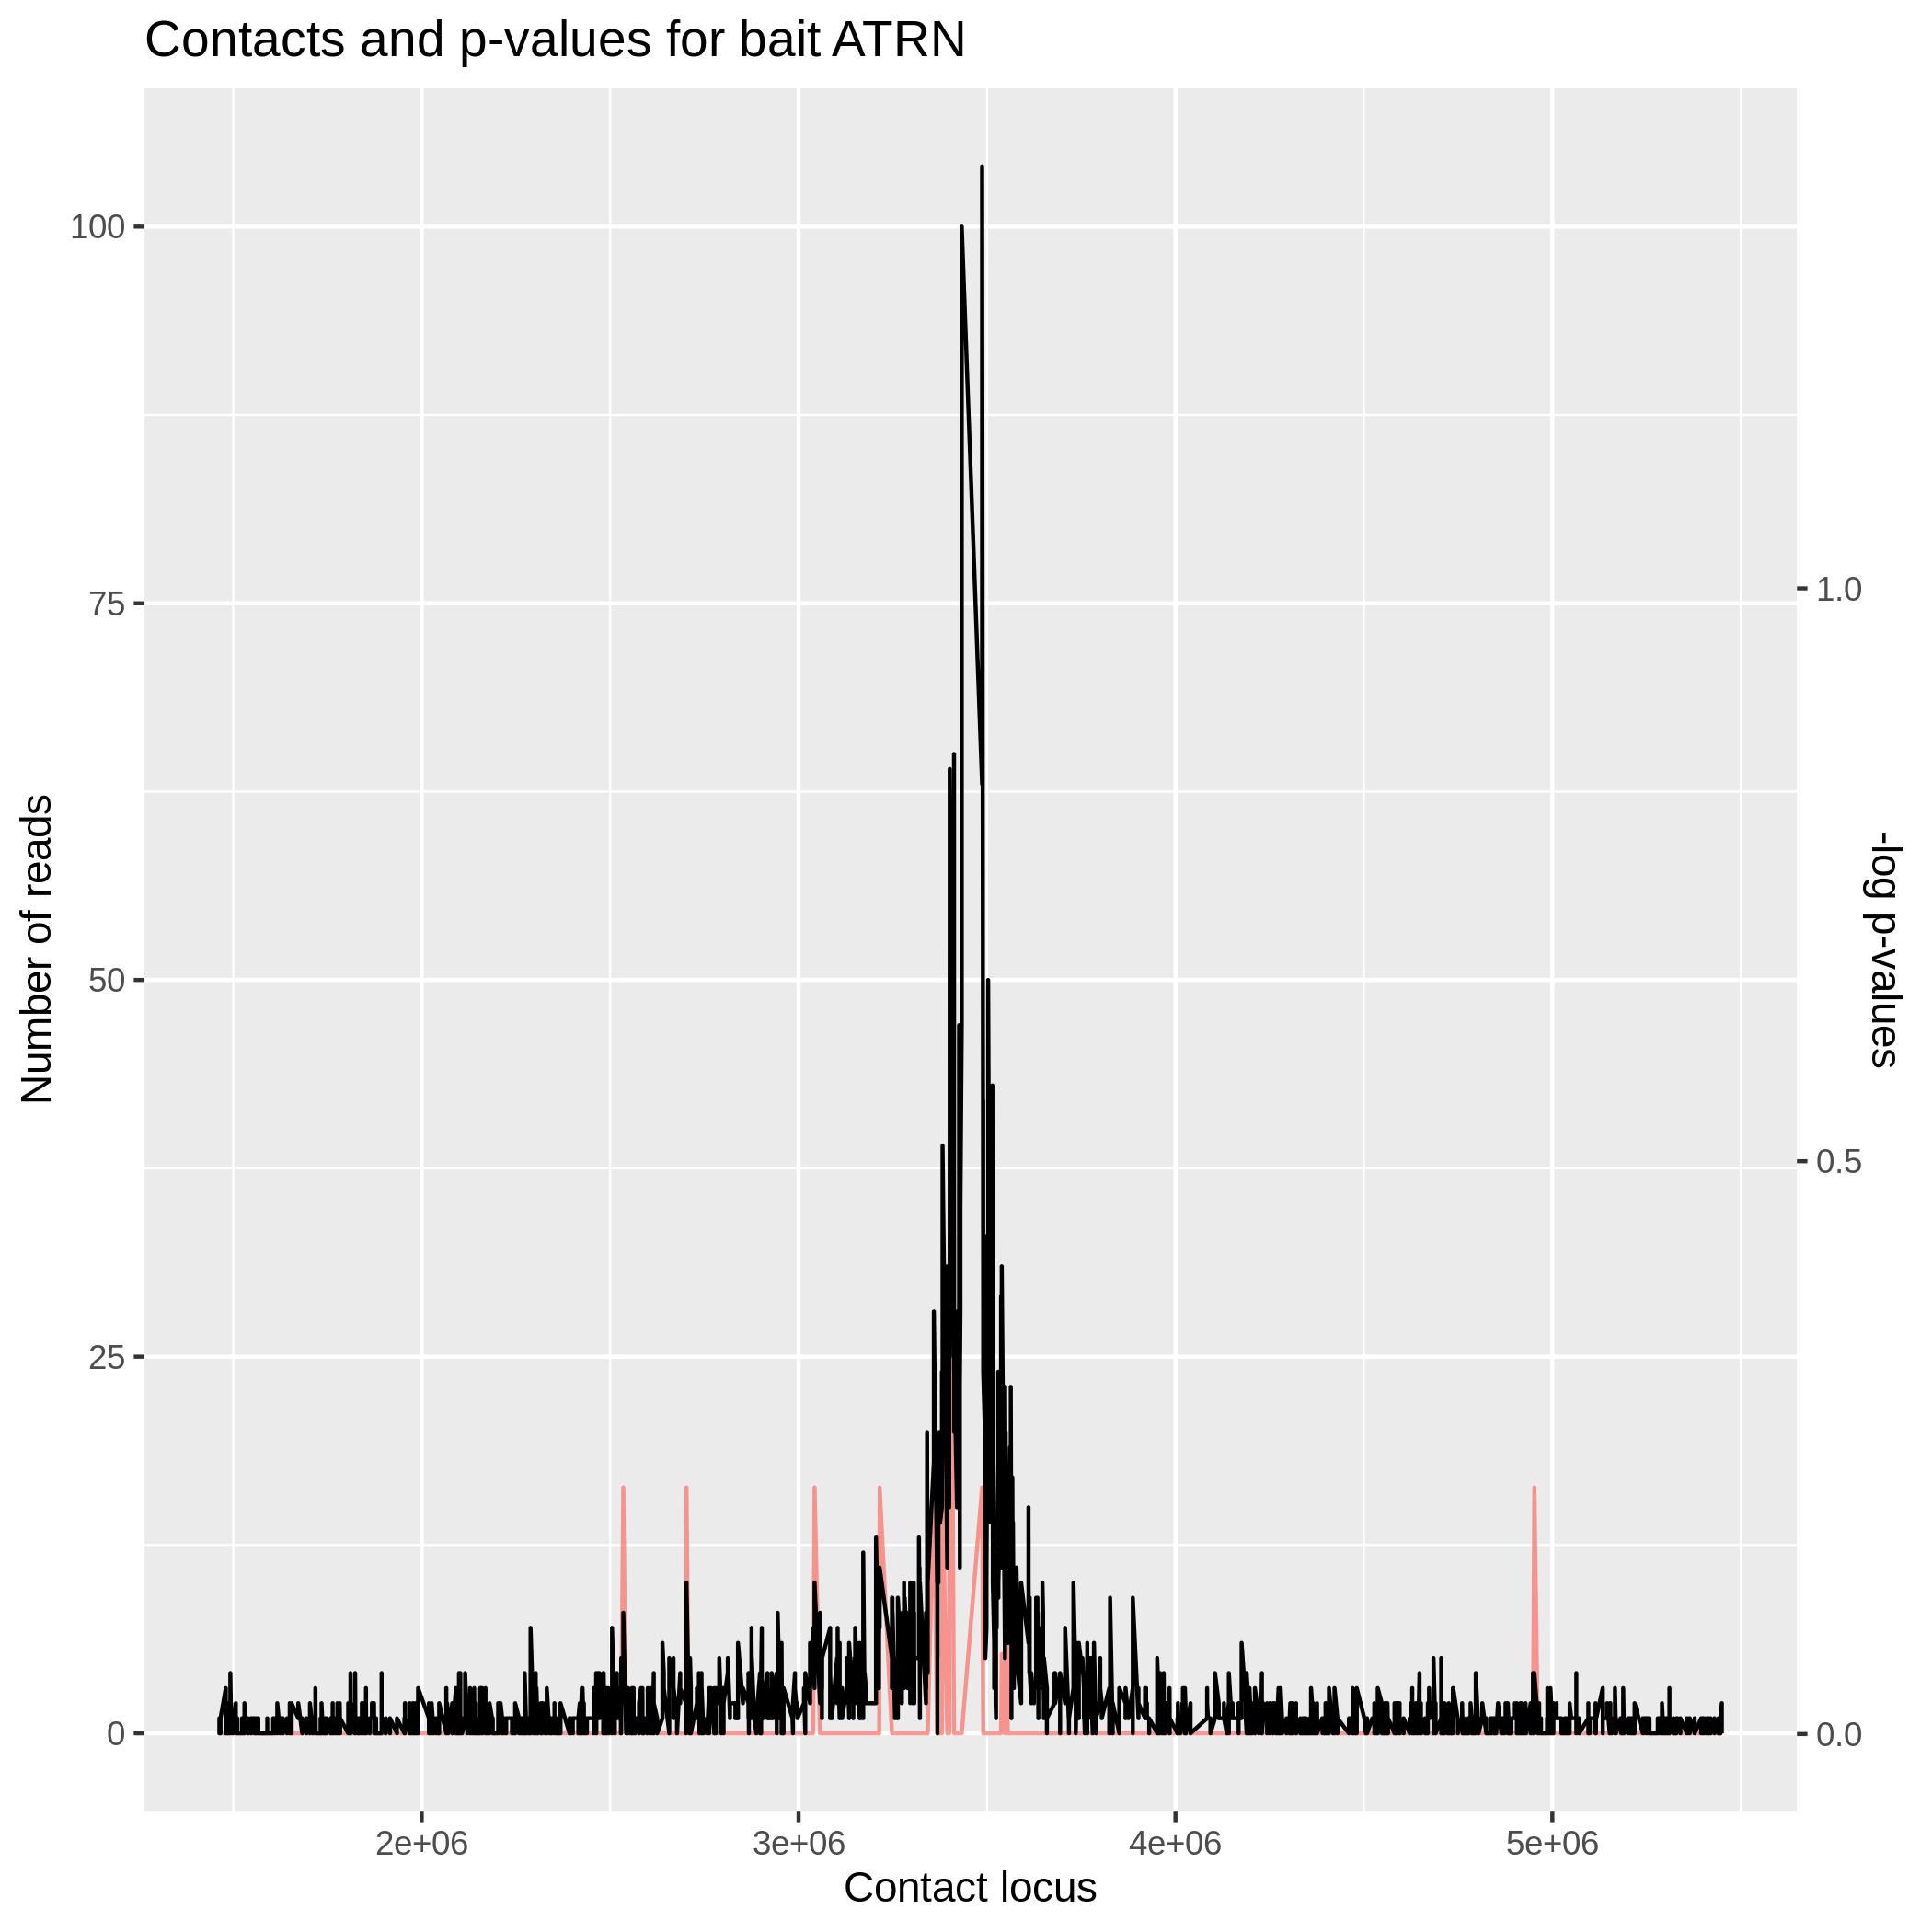 Contacts and p-values for bait ATRN
100
75
50
25
0
Number of reads
1.0
0.5
0.0
-log p-values
2e+06
3e+06
4e+06
5e+06
Contact locus